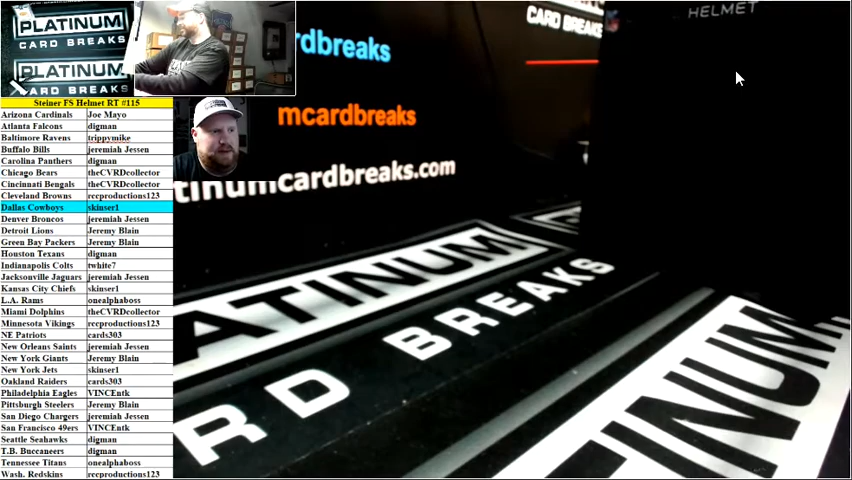 PLATINUM
CARD BREAKS
PLATINUM
CARD BREAKS
rdbreaks
mcardbreaks
tinumcardbreaks.com
CARD BREAKS
HELMET
Steiner FS Helmet RT #115
Arizona Cardinals Joe Mayo
Atlanta Falcons digman
Baltimore Ravens trippymike
Buffalo Bills jeremiah Jessen
Carolina Panthers digman
Chicago Bears theCVRDcollector
Cincinnati Bengals theCVRDcollector
Cleveland Browns rccproductions123
Dallas Cowboys skinser1
Denver Broncos jeremiah Jessen
Detroit Lions Jeremy Blain
Green Bay Packers Jeremy Blain
Houston Texans digman
Indianapolis Colts twhite7
Jacksonville Jaguars jeremiah Jessen
Kansas City Chiefs skinser1
L.A. Rams onealphaboss
Miami Dolphins theCVRDcollector
Minnesota Vikings rccproductions123
NE Patriots cards303
New Orleans Saints jeremiah Jessen
New York Giants Jeremy Blain
New York Jets skinser1
Oakland Raiders cards303
Philadelphia Eagles VINCEntk
Pittsburgh Steelers Jeremy Blain
San Diego Chargers jeremiah Jessen
San Francisco 49ers VINCEntk
Seattle Seahawks digman
T.B. Buccaneers digman
Tennessee Titans onealphaboss
Wash. Redskins rccproductions123
ATINUM
RD BREAKS
INUM